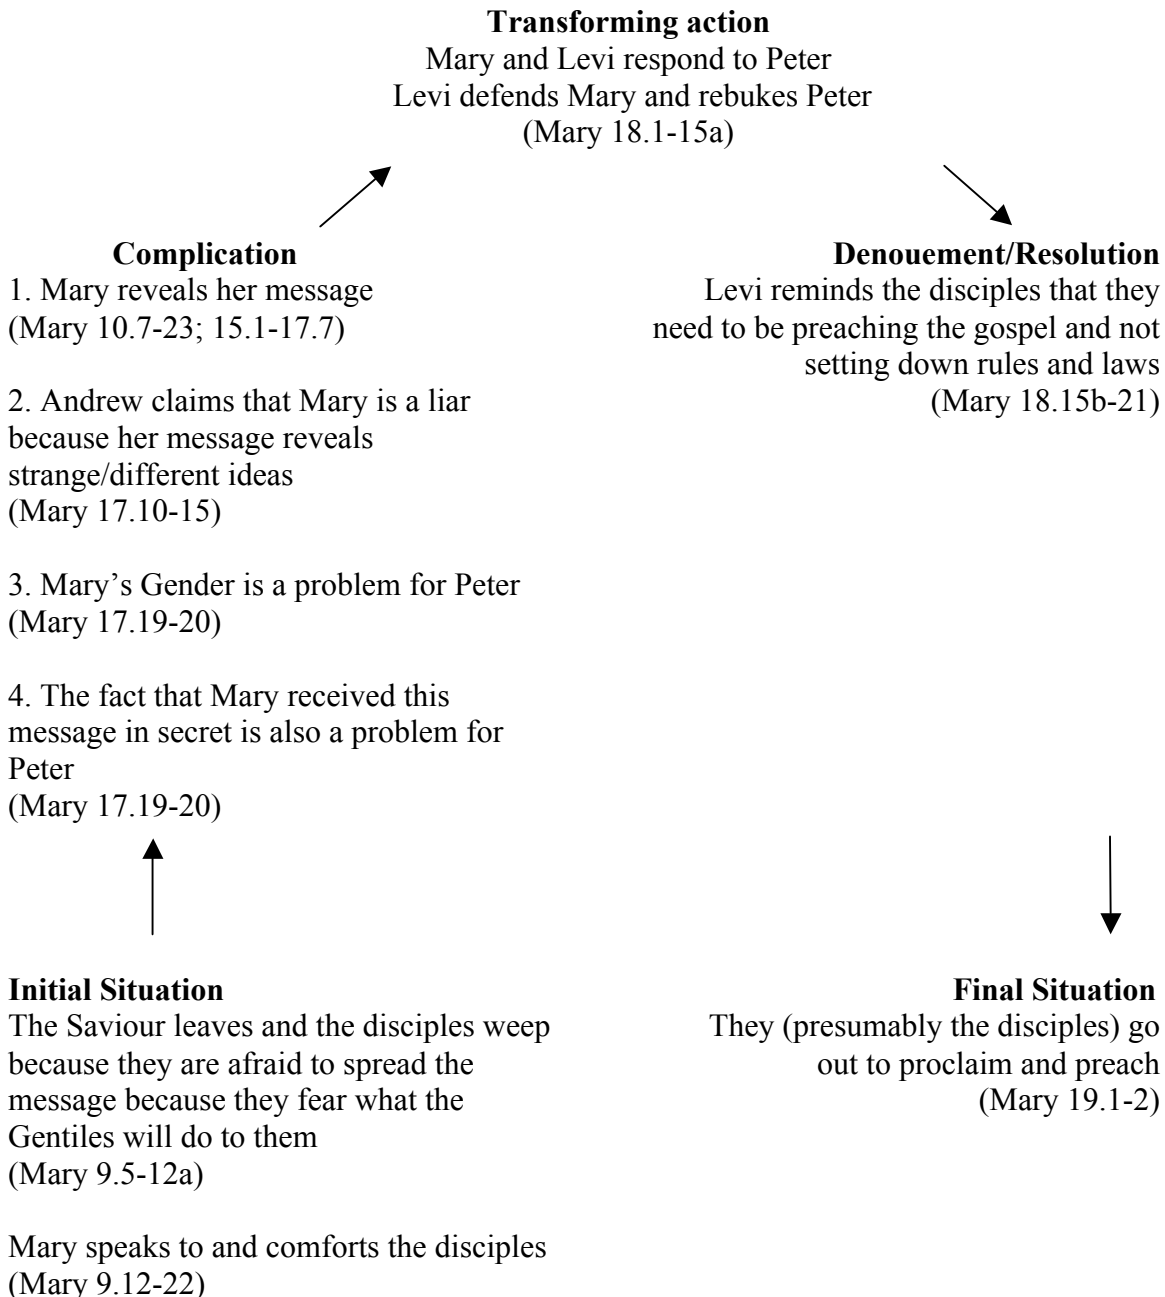 Transforming action
Mary and Levi respond to Peter
Levi defends Mary and rebukes Peter
(Mary 18.1-15a)
Complication
1. Mary reveals her message
(Mary 10.7-23; 15.1-17.7)
2. Andrew claims that Mary is a liar
because her message reveals
strange/different ideas
(Mary 17.10-15)
3. Mary’s Gender is a problem for Peter
(Mary 17.19-20)
4. The fact that Mary received this
message in secret is also a problem for
Peter
(Mary 17.19-20)
Denouement/Resolution
Levi reminds the disciples that they
need to be preaching the gospel and not
setting down rules and laws
(Mary 18.15b-21)
Initial Situation
The Saviour leaves and the disciples weep
because they are afraid to spread the
message because they fear what the
Gentiles will do to them
(Mary 9.5-12a)
Mary speaks to and comforts the disciples
(Mary 9.12-22)
Final Situation
They (presumably the disciples) go
out to proclaim and preach
(Mary 19.1-2)